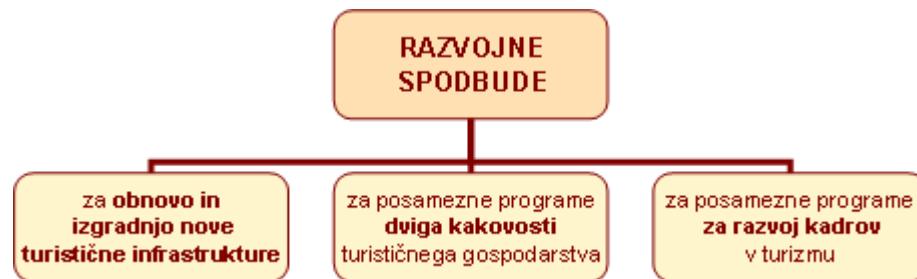 RAZVOJNE
SPODBUDE
za obnovo in
izgradnjo nove
turistične infrastrukture
za posamezne programe
dviga kakovosti
turističnega gospodarstva
za posamezne programe
za razvoj kadrov
v turizmu